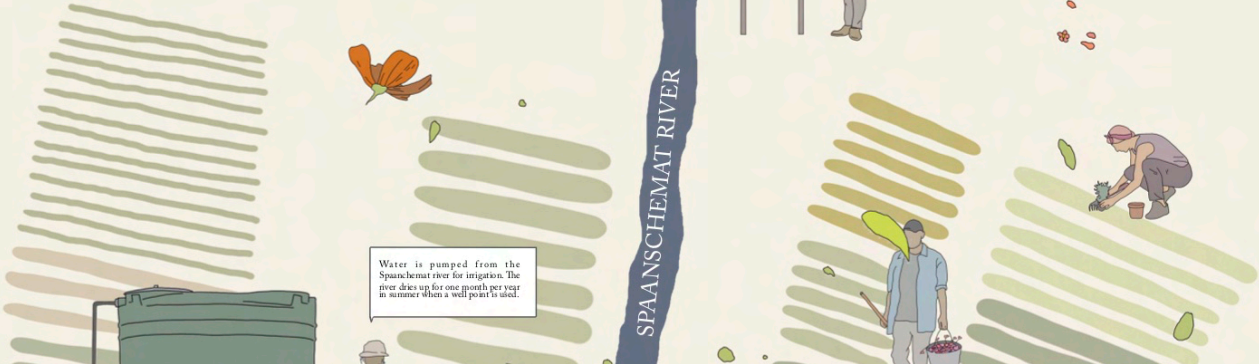 SPAANSCHEMAT RIVER
Water is pumped from the
Spaanchemat river for irrigation. The
river dries up for one month per year
in summer when a well point is used.